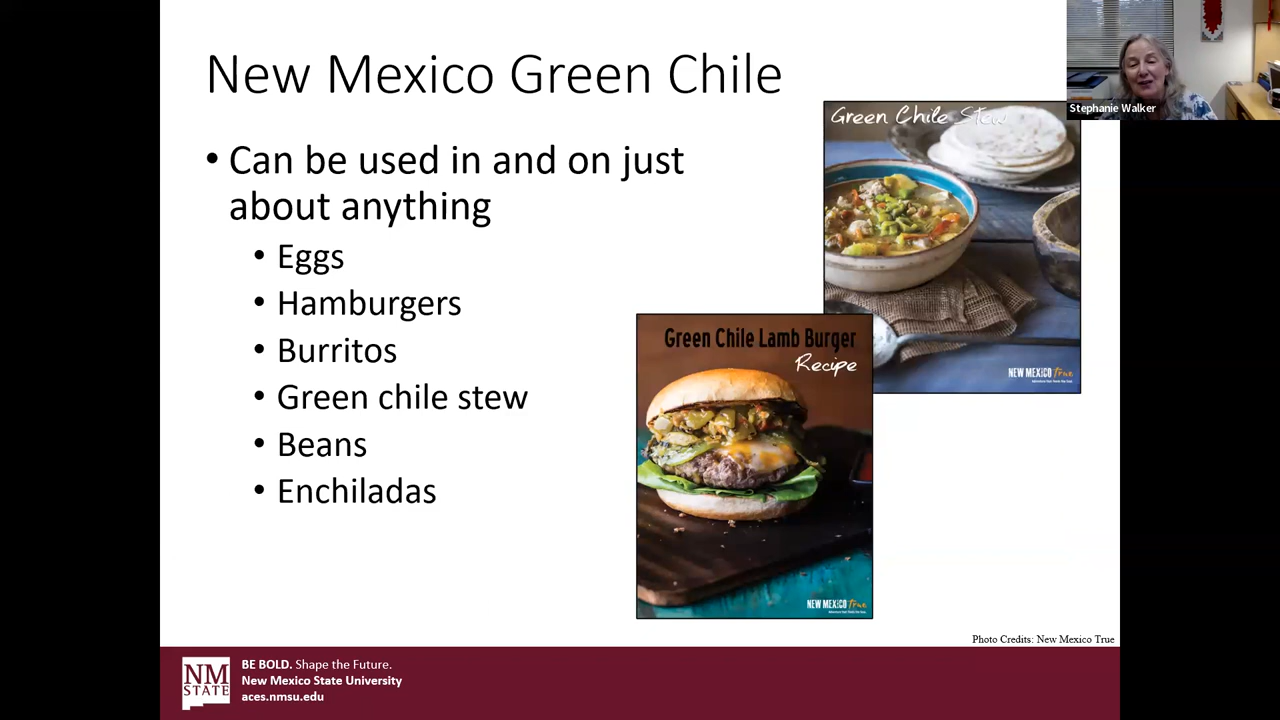 New Mexico Green Chile
Stephanie Walker
Green Chile Stew
• Can be used in and on just
about anything
• Eggs
• Hamburgers
• Burritos
• Green chile stew
• Beans
• Enchiladas
Green Chile Lamb Burger
Recipe
NEW MEXICO True
NEW MEXICO True
Photo Credits: New Mexico True
NM
STATE
BE BOLD. Shape the Future.
New Mexico State University
aces.nmsu.edu